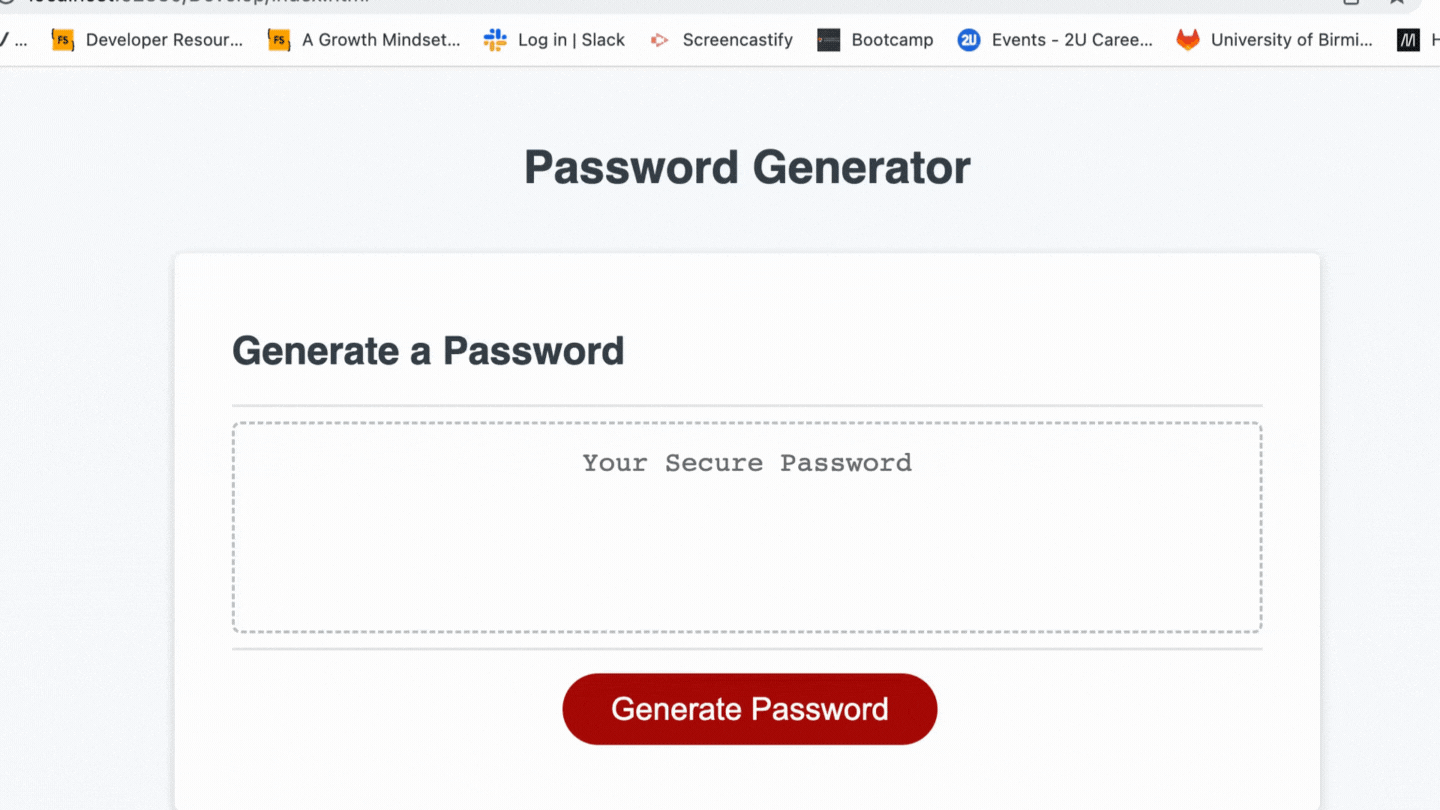 ... Developer Resour... A Growth Mindset... Log in | Slack Screencastify Bootcamp 2U Events - 2U Caree... University of Birmi...
Password Generator
Generate a Password
Your Secure Password
Generate Password